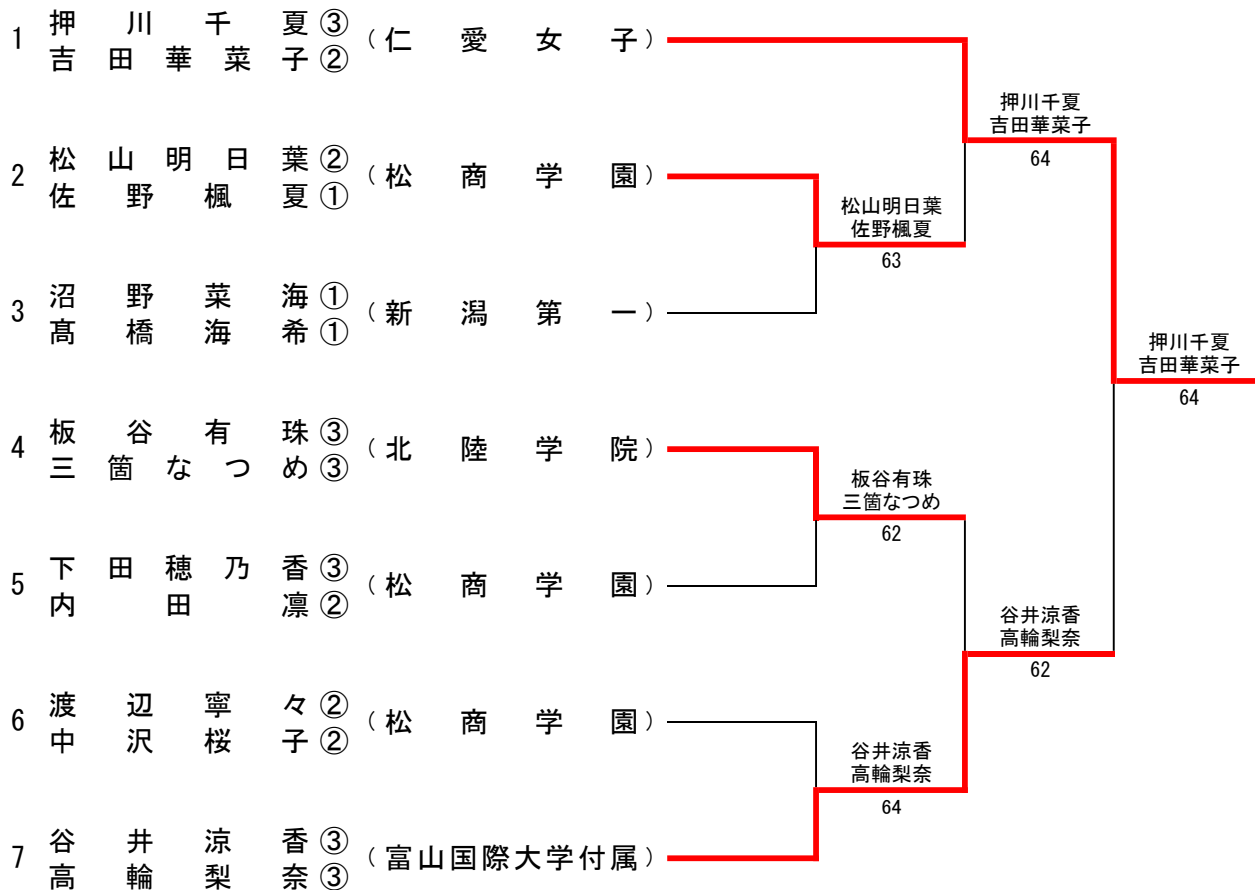 1 押川千夏③ (仁愛女子)
吉田華菜子②
押川千夏
吉田華菜子
64
2 松山明日葉② (松商学園)
佐野楓夏①
松山明日葉
佐野楓夏
63
3 沼野菜海① (新潟第一)
髙橋海希①
押川千夏
吉田華菜子
64
4 板谷有珠③ (北陸学院)
三箇なつめ③
板谷有珠
三箇なつめ
62
5 下田穂乃香③ (松商学園)
内田凛②
谷井涼香
高輪梨奈
62
6 渡辺寧々② (松商学園)
中沢桜子②
谷井涼香
高輪梨奈
64
7 谷井涼香③ (富山国際大学付属)
高輪梨奈③